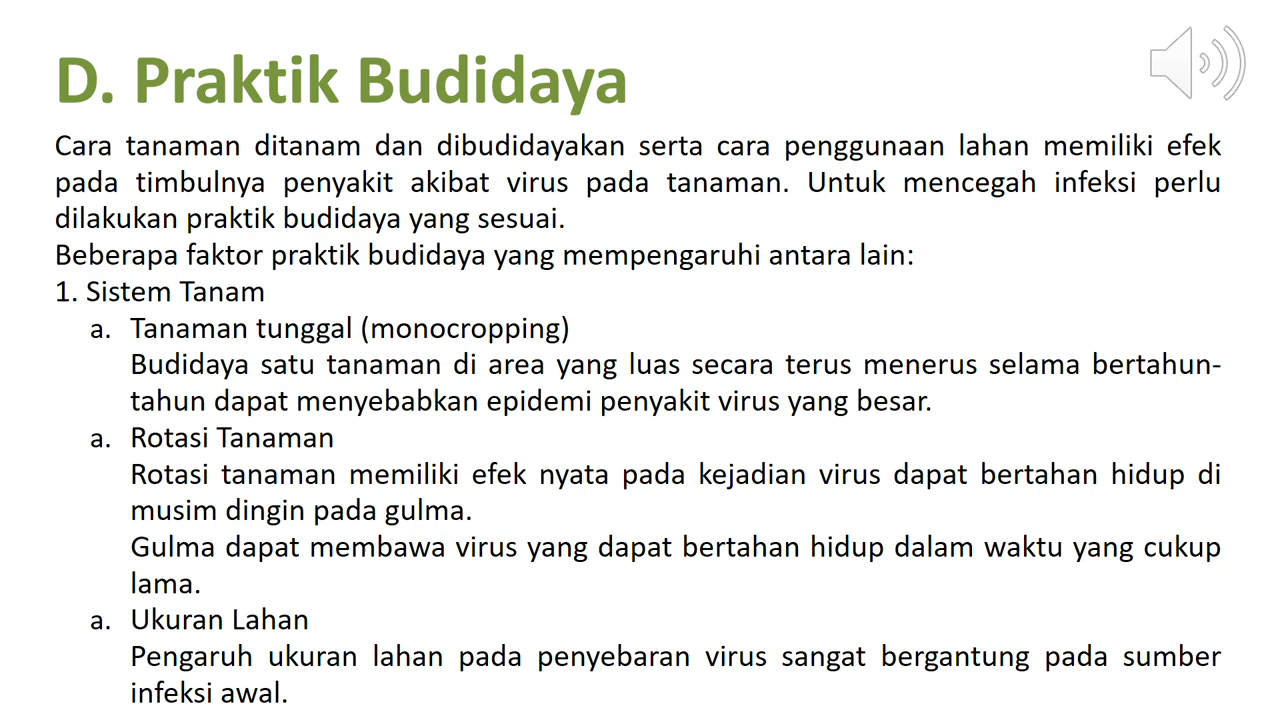 D. Praktik Budidaya
Cara tanaman ditanam dan dibudidayakan serta cara penggunaan lahan memiliki efek
pada timbulnya penyakit akibat virus pada tanaman. Untuk mencegah infeksi perlu
dilakukan praktik budidaya yang sesuai.
Beberapa faktor praktik budidaya yang mempengaruhi antara lain:
1. Sistem Tanam
a. Tanaman tunggal (monocropping)
Budidaya satu tanaman di area yang luas secara terus menerus selama bertahun-
tahun dapat menyebabkan epidemi penyakit virus yang besar.
a. Rotasi Tanaman
Rotasi tanaman memiliki efek nyata pada kejadian virus dapat bertahan hidup di
musim dingin pada gulma.
Gulma dapat membawa virus yang dapat bertahan hidup dalam waktu yang cukup
lama.
a. Ukuran Lahan
Pengaruh ukuran lahan pada penyebaran virus sangat bergantung pada sumber
infeksi awal.